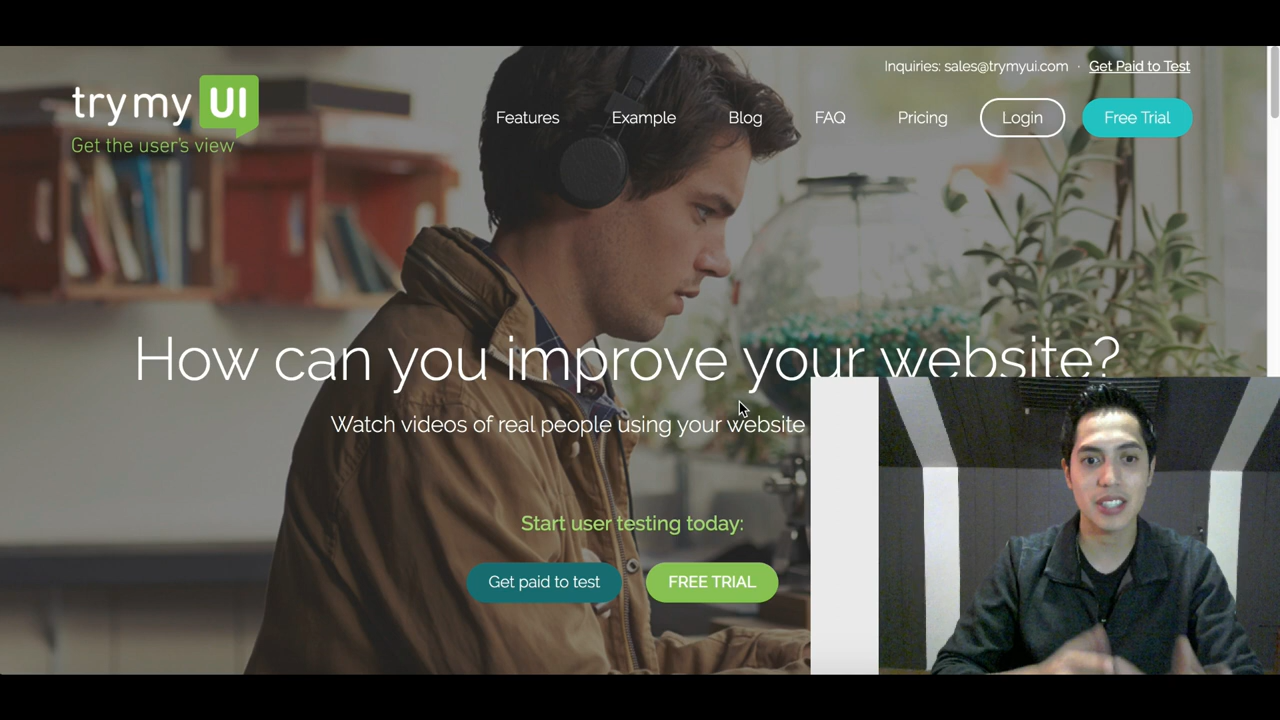 Inquiries: sales@trymyui.com · Get Paid to Test
trymy UI
Get the user's view
Features Example Blog FAQ Pricing Login Free Trial
How can you improve your website?
Watch videos of real people using your website
Start user testing today:
Get paid to test FREE TRIAL